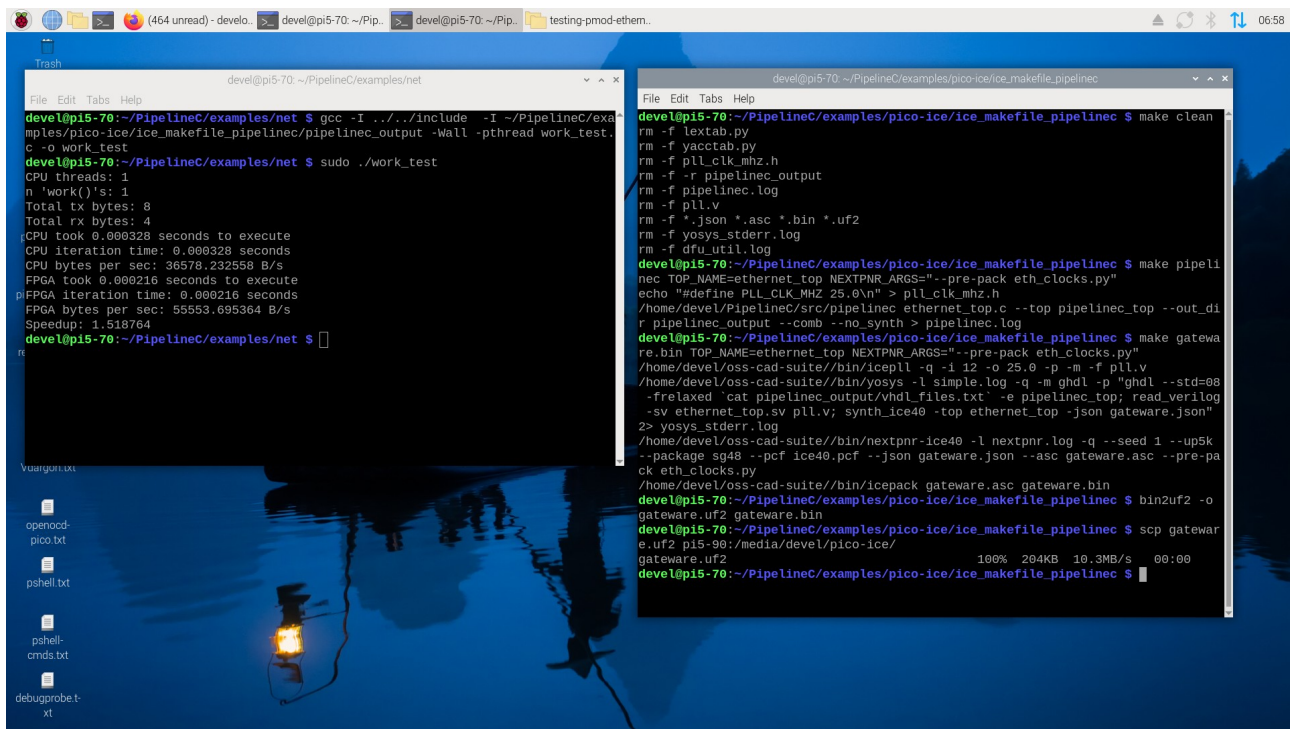 (464 unread) - develo..
devel@pi5-70: ~/Pip..
devel@pi5-70: ~/Pip..
testing-pmod-ethern..
06:58
Trash
devel@pi5-70: ~/PipelineC/examples/net
File Edit Tabs Help
devel@pi5-70:~/PipelineC/examples/net $ gcc -I ../../include  -I ~/PipelineC/exa
mples/pico-ice/ice_makefile_pipelinec/pipelinec_output -Wall -pthread work_test.
c -o work_test
devel@pi5-70:~/PipelineC/examples/net $ sudo ./work_test
CPU threads: 1
n 'work()'s: 1
Total tx bytes: 8
Total rx bytes: 4
CPU took 0.000328 seconds to execute
CPU iteration time: 0.000328 seconds
CPU bytes per sec: 36578.232558 B/s
FPGA took 0.000216 seconds to execute
FPGA iteration time: 0.000216 seconds
FPGA bytes per sec: 55553.695364 B/s
Speedup: 1.518764
devel@pi5-70:~/PipelineC/examples/net $
devel@pi5-70: ~/PipelineC/examples/pico-ice/ice_makefile_pipelinec
File Edit Tabs Help
devel@pi5-70:~/PipelineC/examples/pico-ice/ice_makefile_pipelinec $ make clean
rm -f lextab.py
rm -f yacctab.py
rm -f pll_clk_mhz.h
rm -f -r pipelinec_output
rm -f pipelinec.log
rm -f pll.v
rm -f *.json *.asc *.bin *.uf2
rm -f yosys_stderr.log
rm -f dfu_util.log
devel@pi5-70:~/PipelineC/examples/pico-ice/ice_makefile_pipelinec $ make pipeli
nec TOP_NAME=ethernet_top NEXTPNR_ARGS="--pre-pack eth_clocks.py"
echo "#define PLL_CLK_MHZ 25.0\n" > pll_clk_mhz.h
/home/devel/PipelineC/src/pipelinec ethernet_top.c --top pipelinec_top --out_di
r pipelinec_output --comb --no_synth > pipelinec.log
devel@pi5-70:~/PipelineC/examples/pico-ice/ice_makefile_pipelinec $ make gatewa
re.bin TOP_NAME=ethernet_top NEXTPNR_ARGS="--pre-pack eth_clocks.py"
/home/devel/oss-cad-suite//bin/icepll -q -i 12 -o 25.0 -p -m -f pll.v
/home/devel/oss-cad-suite//bin/yosys -l simple.log -q -m ghdl -p "ghdl --std=08
 -frelaxed `cat pipelinec_output/vhdl_files.txt` -e pipelinec_top; read_verilog
 -sv ethernet_top.sv pll.v; synth_ice40 -top ethernet_top -json gateware.json"
2> yosys_stderr.log
/home/devel/oss-cad-suite//bin/nextpnr-ice40 -l nextpnr.log -q --seed 1 --up5k
--package sg48 --pcf ice40.pcf --json gateware.json --asc gateware.asc --pre-pa
ck eth_clocks.py
/home/devel/oss-cad-suite//bin/icepack gateware.asc gateware.bin
devel@pi5-70:~/PipelineC/examples/pico-ice/ice_makefile_pipelinec $ bin2uf2 -o
gateware.uf2 gateware.bin
devel@pi5-70:~/PipelineC/examples/pico-ice/ice_makefile_pipelinec $ scp gatewar
e.uf2 pi5-90:/media/devel/pico-ice/
gateware.uf2 100% 204KB 10.3MB/s 00:00
devel@pi5-70:~/PipelineC/examples/pico-ice/ice_makefile_pipelinec $
openocd-
pico.txt
pshell.txt
pshell-
cmds.txt
debugprobe.t-
xt